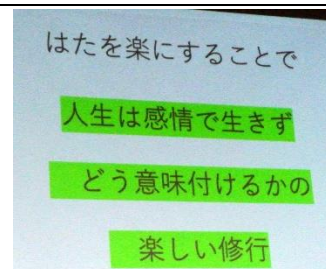 はたを楽にすることで
人生は感情で生きず
どう意味付けるかの
楽しい修行